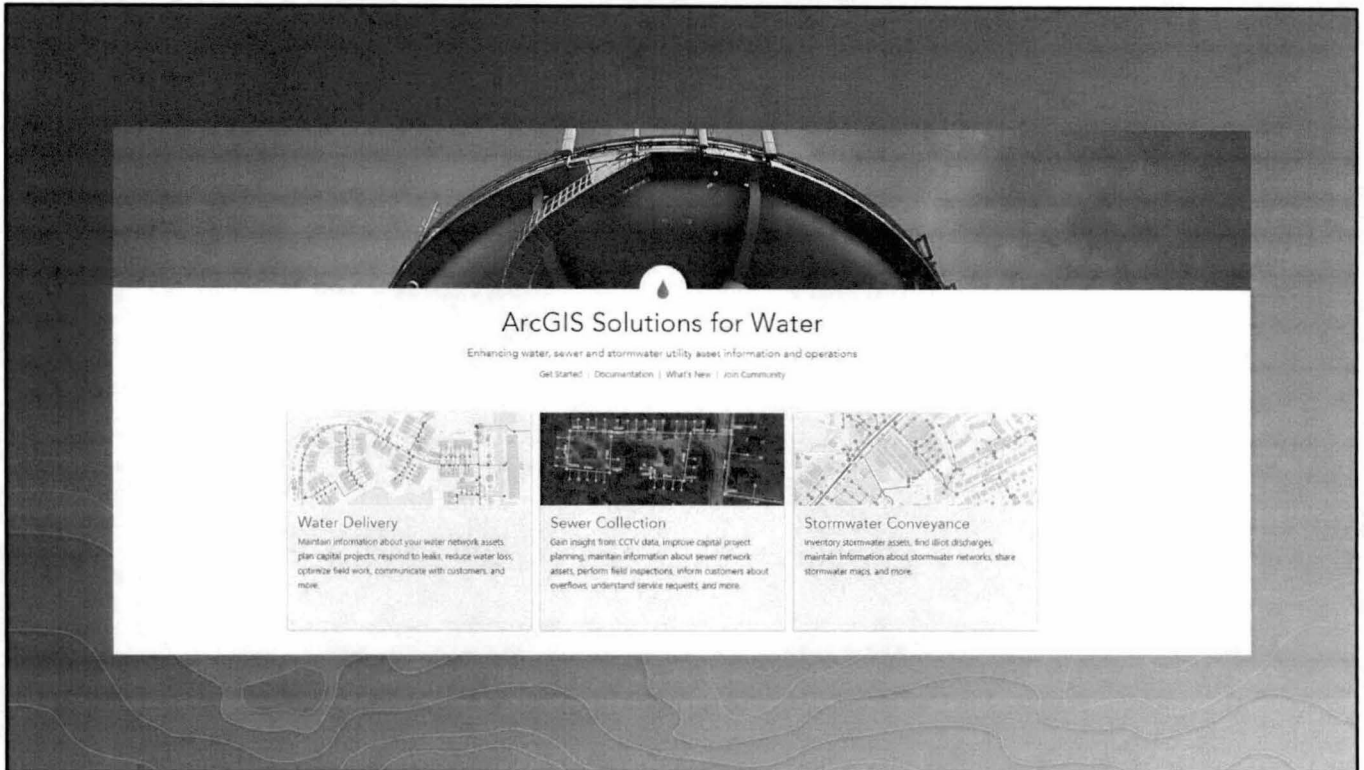 ArcGIS Solutions for Water
Enhancing water, sewer and stormwater utility asset information and operations
Get Started | Documentation | What's New | Join Community
Water Delivery
Maintain information about your water network assets,
plan capital projects, respond to leaks, reduce water loss,
optimize field work, communicate with customers, and
more.
Sewer Collection
Gain insight from CCTV data, improve capital project
planning, maintain information about sewer network
assets, perform field inspections, inform customers about
overflows, understand service requests, and more.
Stormwater Conveyance
Inventory stormwater assets, find illicit discharges,
maintain information about stormwater networks, share
stormwater maps, and more.